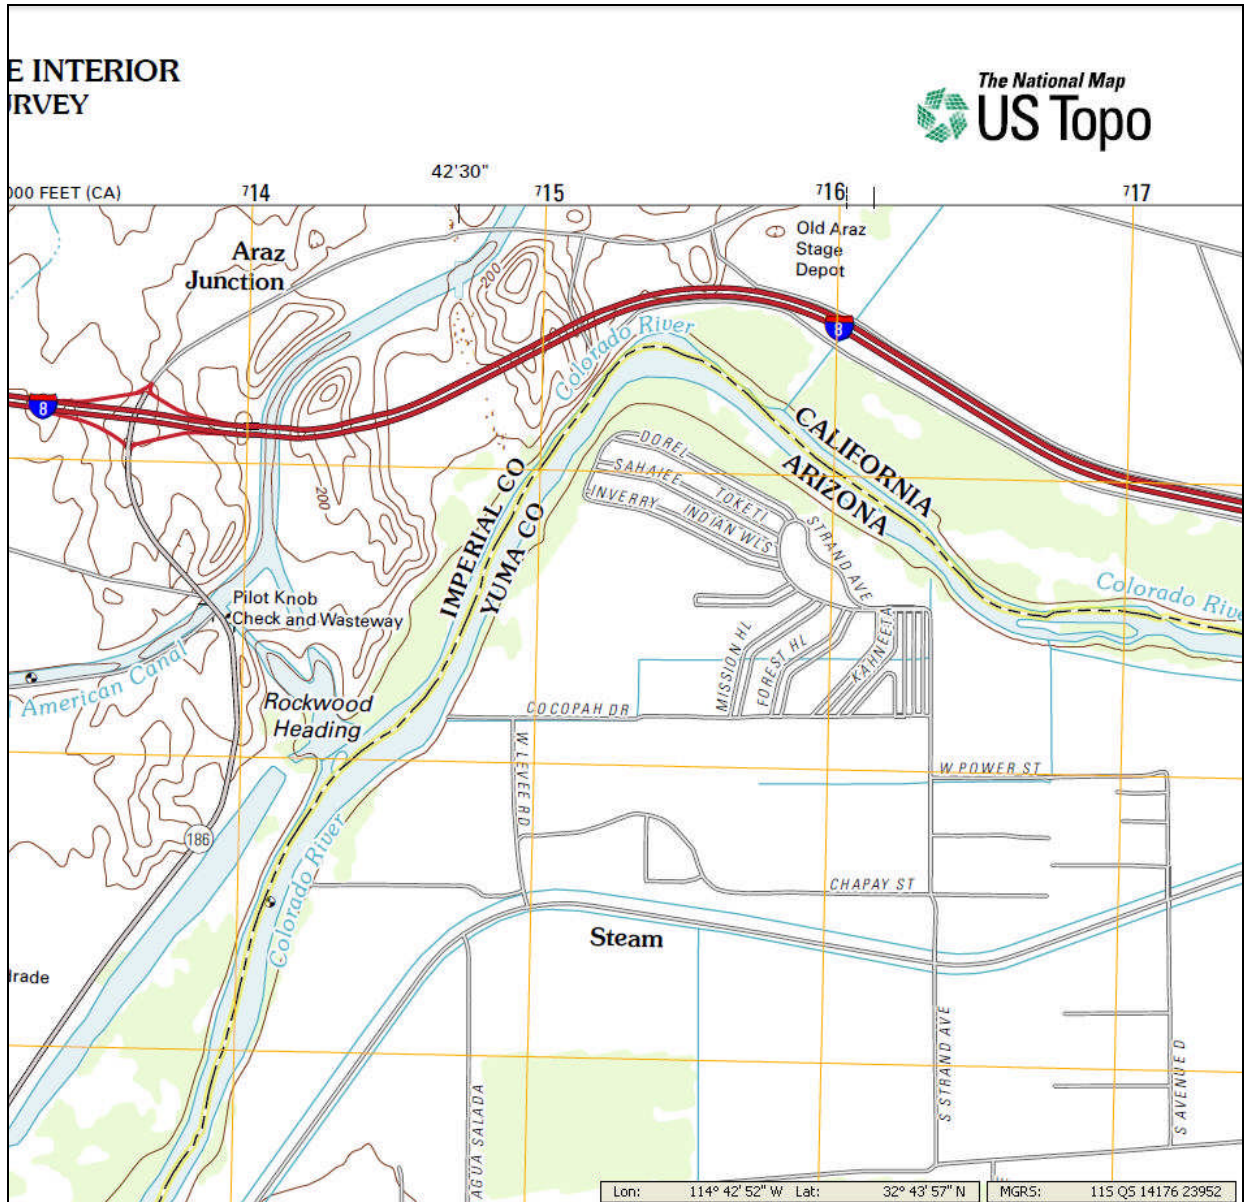 E INTERIOR
URVEY
The National Map
US Topo
42'30"
000 FEET (CA)
714
715
716
717
Araz
Junction
200
Old Araz
Stage
Depot
8
8
Colorado River
CALIFORNIA
ARIZONA
DOREL
SAHAIEE
TOKETI
INVERRY
INDIAN WLS
STRAND AVE
200
IMPERIAL CO
YUMA CO
Colorado Rive
Pilot Knob
Check and Wasteway
American Canal
MISSION HL
FOREST HL
KAHNEETA
Rockwood
Heading
COCOPAH DR
W LEVEE RD
W POWER ST
186
Colorado River
CHAPAY ST
Steam
drade
S STRAND AVE
S AVENUE D
AGUA SALADA
Lon: 114° 42' 52" W Lat: 32° 43' 57" N MGRS: 11S QS 14176 23952